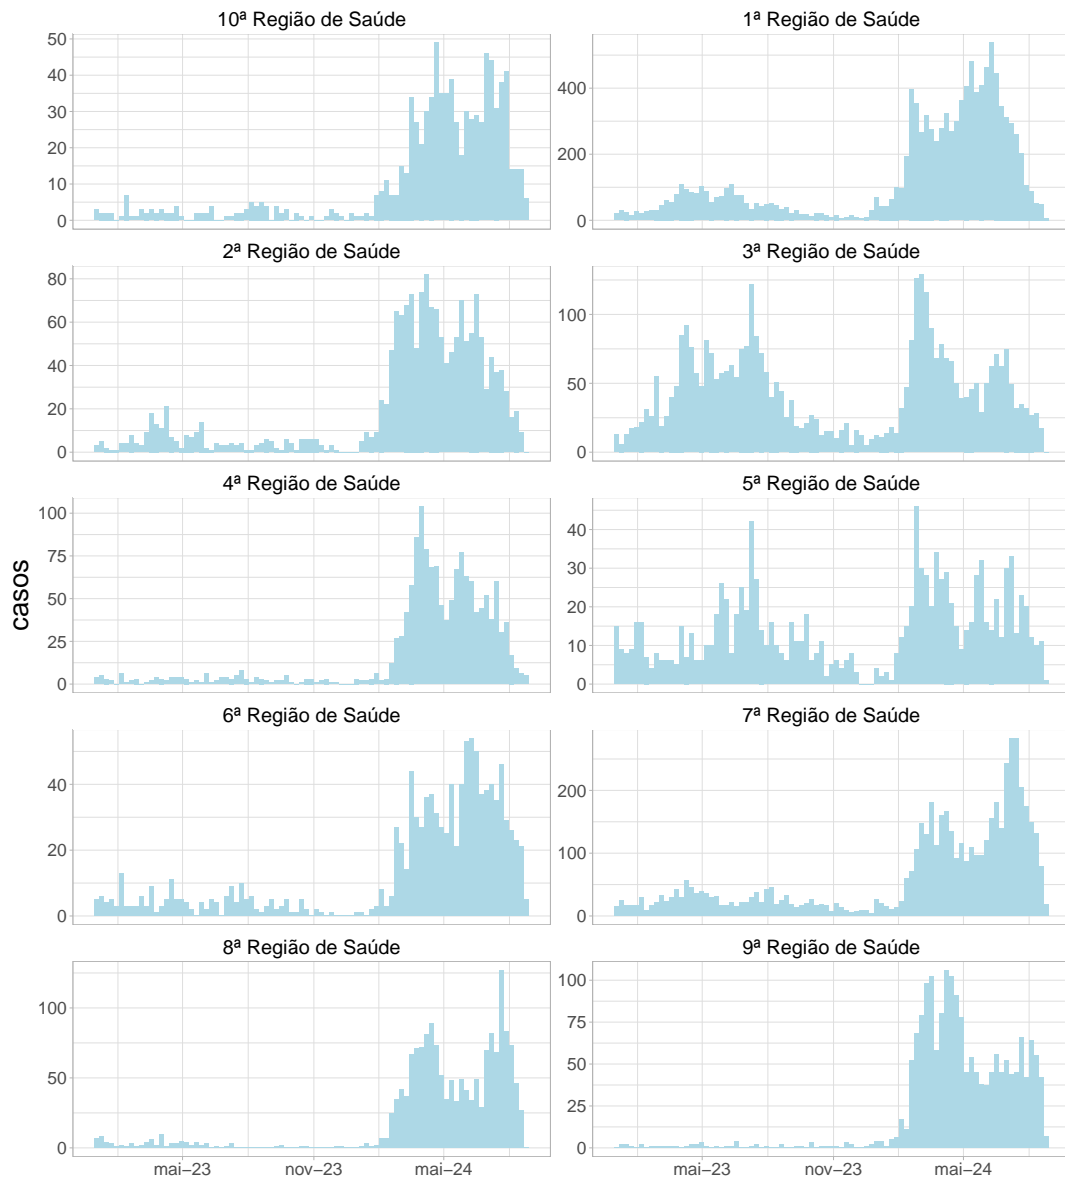 10ª Região de Saúde
1ª Região de Saúde
50
40
30
20
10
0
400
200
0
2ª Região de Saúde
3ª Região de Saúde
80
60
40
20
0
100
50
0
4ª Região de Saúde
5ª Região de Saúde
100
75
50
25
0
40
30
20
10
0
casos
6ª Região de Saúde
7ª Região de Saúde
40
20
0
200
100
0
8ª Região de Saúde
9ª Região de Saúde
100
50
0
100
75
50
25
0
mai−23
nov−23
mai−24
mai−23
nov−23
mai−24